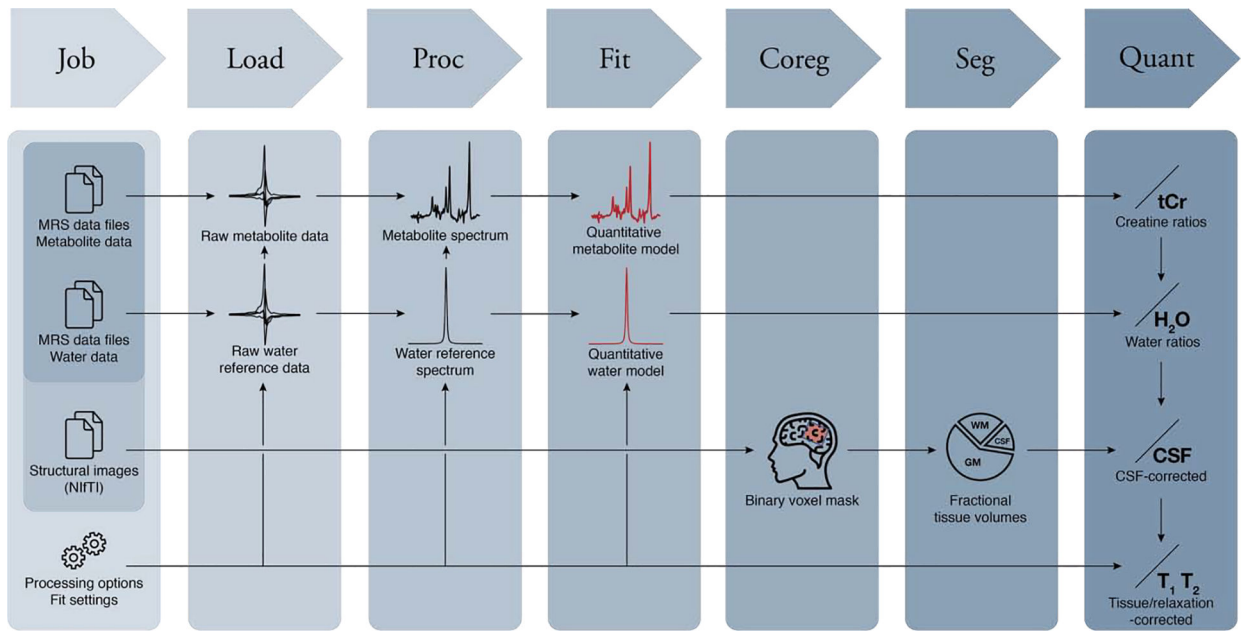 Job
Load
Proc
Fit
Coreg
Seg
Quant
MRS data files
Metabolite data
Raw metabolite data
Metabolite spectrum
Quantitative
metabolite model
tCr
Creatine ratios
MRS data files
Water data
Raw water
reference data
Water reference
spectrum
Quantitative
water model
H₂O
Water ratios
Structural images
(NIfTI)
Binary voxel mask
WM
CSF
GM
Fractional
tissue volumes
CSF
CSF-corrected
Processing options
Fit settings
T₁ T₂
Tissue/relaxation
-corrected